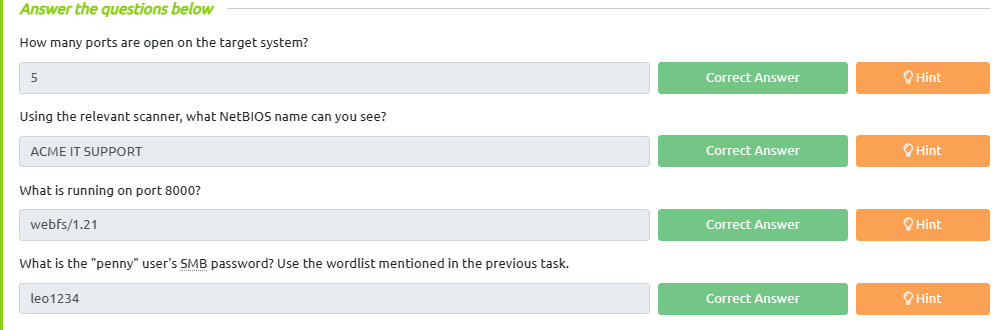 Answer the questions below
How many ports are open on the target system?
5
Correct Answer
Hint
Using the relevant scanner, what NetBIOS name can you see?
ACME IT SUPPORT
Correct Answer
Hint
What is running on port 8000?
webfs/1.21
Correct Answer
Hint
What is the "penny" user's SMB password? Use the wordlist mentioned in the previous task.
leo1234
Correct Answer
Hint